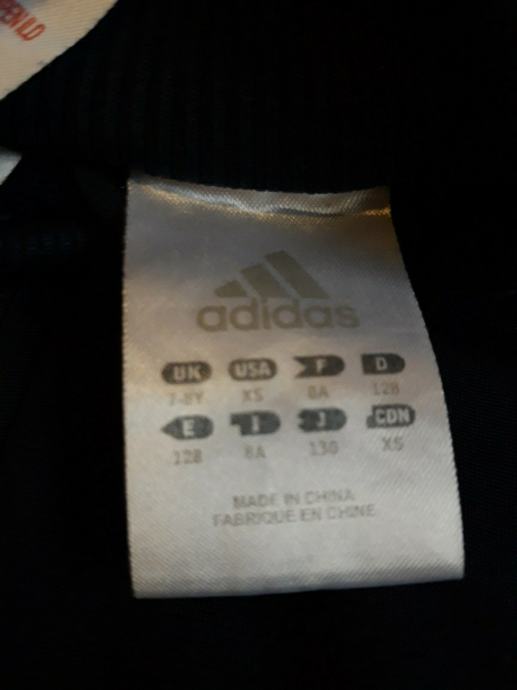 adidas
UK USA F D
7-8Y XS 8A 128
E I J CDN
128 8A 130 XS
MADE IN CHINA
FABRIQUE EN CHINE